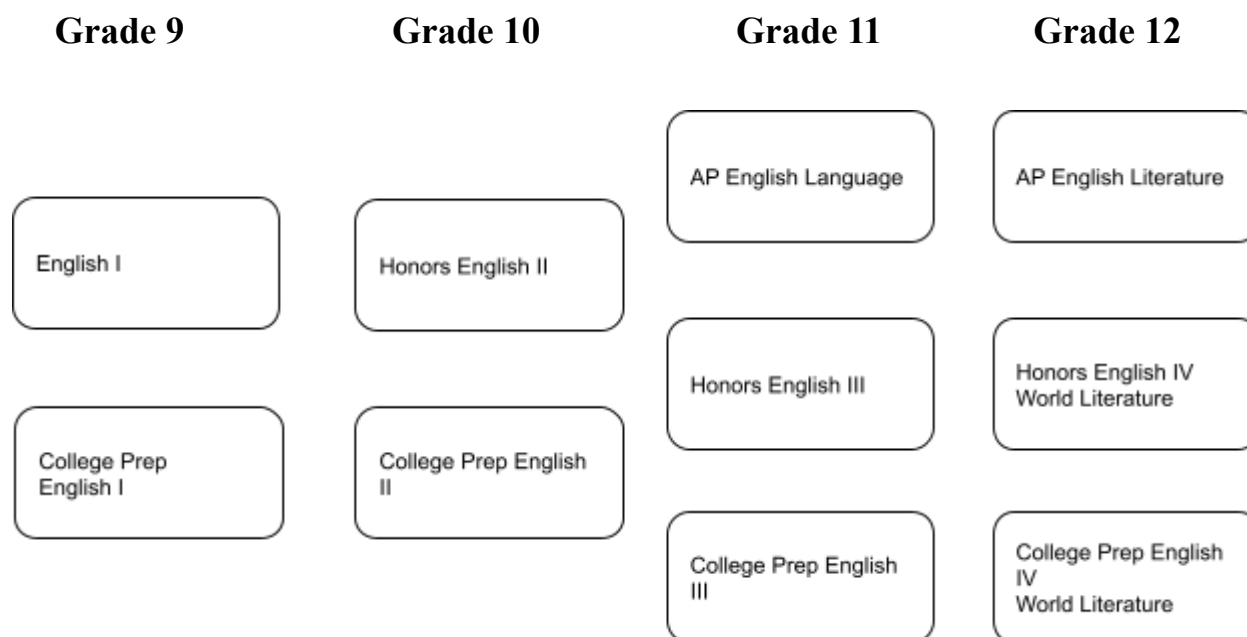 Grade 9
Grade 10
Grade 11
Grade 12
English I
College Prep
English I
Honors English II
College Prep English
II
AP English Language
Honors English III
College Prep English
III
AP English Literature
Honors English IV
World Literature
College Prep English
IV
World Literature